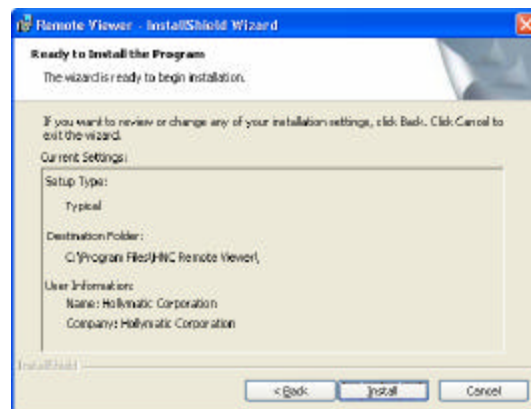 Remote Viewer - InstallShield Wizard
Ready to Install the Program
The wizard is ready to begin installation.
If you want to review or change any of your installation settings, click Back. Click Cancel to
exit the wizard.
Current Settings:
Setup Type:
Typical
Destination Folder:
C:\Program Files\HNC Remote Viewer\
User Information:
Name: Hollymatic Corporation
Company: Hollymatic Corporation
InstallShield
< Back
Install
Cancel